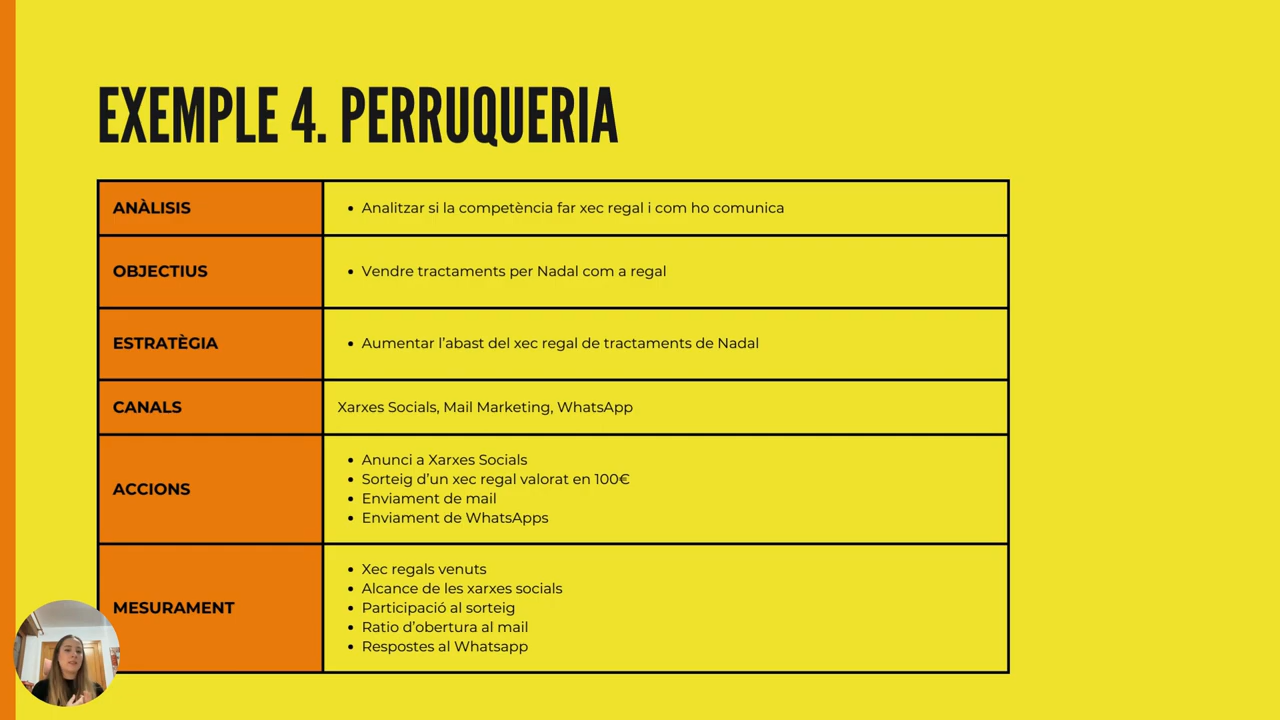 EXEMPLE 4. PERRUQUERIA
ANÀLISIS
• Analitzar si la competència far xec regal i com ho comunica
OBJECTIUS
• Vendre tractaments per Nadal com a regal
ESTRATÈGIA
• Aumentar l'abast del xec regal de tractaments de Nadal
CANALS
Xarxes Socials, Mail Marketing, WhatsApp
ACCIONS
• Anunci a Xarxes Socials
• Sorteig d'un xec regal valorat en 100€
• Enviament de mail
• Enviament de WhatsApps
MESURAMENT
• Xec regals venuts
• Alcance de les xarxes socials
• Participació al sorteig
• Ratio d'obertura al mail
• Respostes al Whatsapp